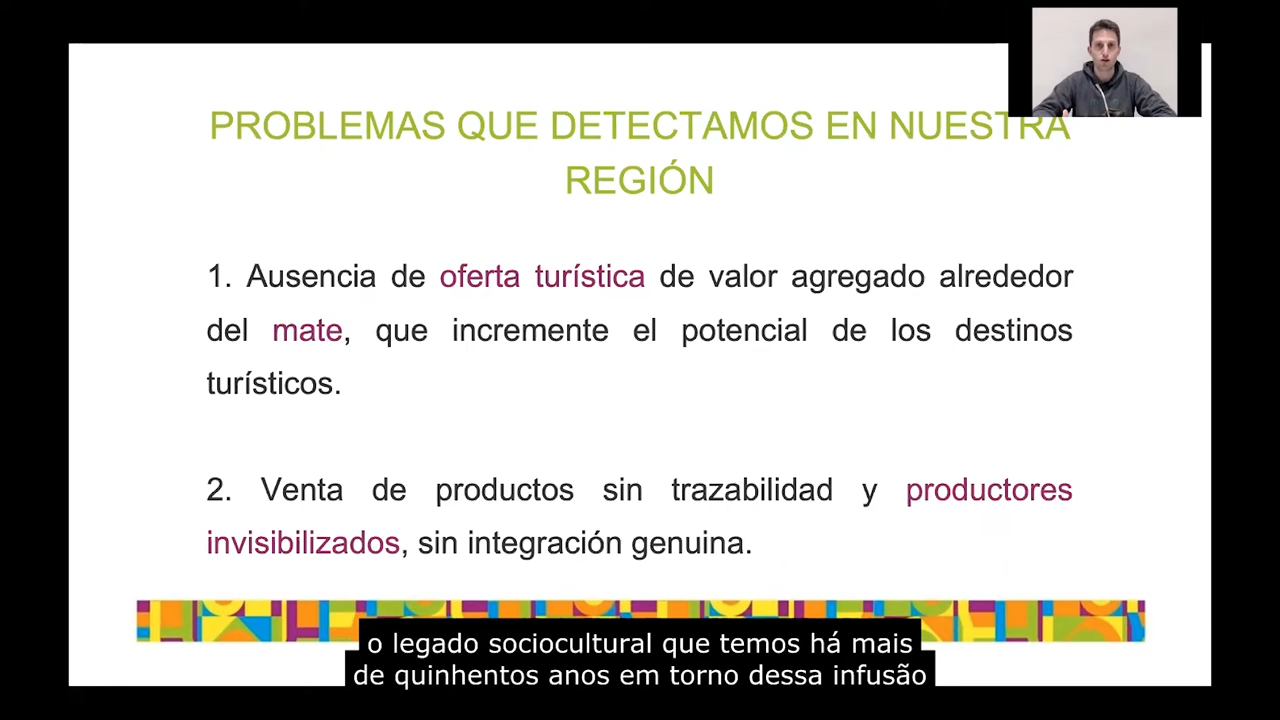 PROBLEMAS QUE DETECTAMOS EN NUESTRA
REGIÓN
1. Ausencia de oferta turística de valor agregado alrededor
del mate, que incremente el potencial de los destinos
turísticos.
2. Venta de productos sin trazabilidad y productores
invisibilizados, sin integración genuina.
o legado sociocultural que temos há mais
de quinhentos anos em torno dessa infusão